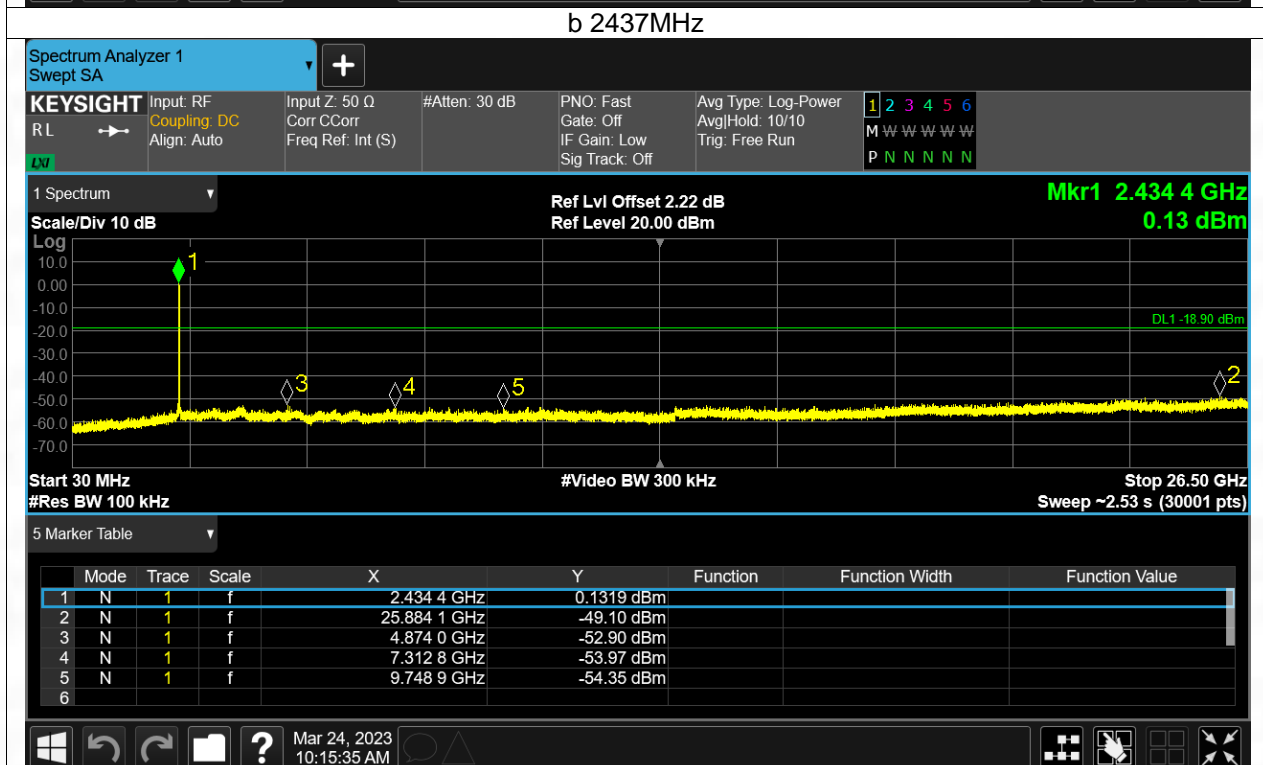 b 2437MHz
Spectrum Analyzer 1
Swept SA
+
KEYSIGHT Input: RF Input Z: 50 Ω #Atten: 30 dB PNO: Fast Avg Type: Log-Power 1 2 3 4 5 6
RL Coupling: DC Corr CCorr Gate: Off Avg|Hold: 10/10 M W W W W W
Align: Auto Freq Ref: Int (S) IF Gain: Low Trig: Free Run
LXI Sig Track: Off P N N N N N
1 Spectrum Ref Lvl Offset 2.22 dB Mkr1 2.434 4 GHz
Scale/Div 10 dB Ref Level 20.00 dBm 0.13 dBm
Log
10.0 1
0.00
-10.0
DL1 -18.90 dBm
-20.0
-30.0
-40.0 3 4 5 2
-50.0
-60.0
-70.0
Start 30 MHz #Video BW 300 kHz Stop 26.50 GHz
#Res BW 100 kHz Sweep ~2.53 s (30001 pts)
5 Marker Table
Mode Trace Scale X Y Function Function Width Function Value
1 N 1 f 2.434 4 GHz 0.1319 dBm
2 N 1 f 25.884 1 GHz -49.10 dBm
3 N 1 f 4.874 0 GHz -52.90 dBm
4 N 1 f 7.312 8 GHz -53.97 dBm
5 N 1 f 9.748 9 GHz -54.35 dBm
6
? Mar 24, 2023
10:15:35 AM